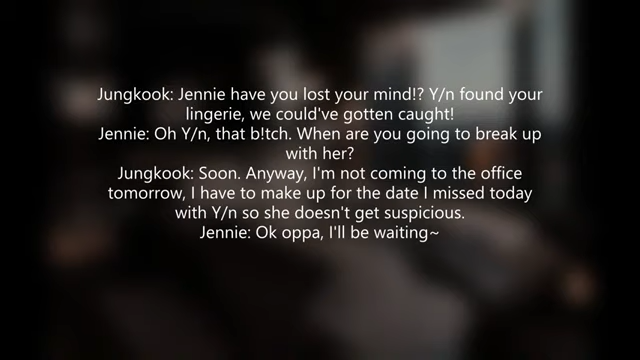 Jungkook: Jennie have you lost your mind!? Y/n found your
lingerie, we could've gotten caught!
Jennie: Oh Y/n, that b!tch. When are you going to break up
with her?
Jungkook: Soon. Anyway, I'm not coming to the office
tomorrow, I have to make up for the date I missed today
with Y/n so she doesn't get suspicious.
Jennie: Ok oppa, I'll be waiting~